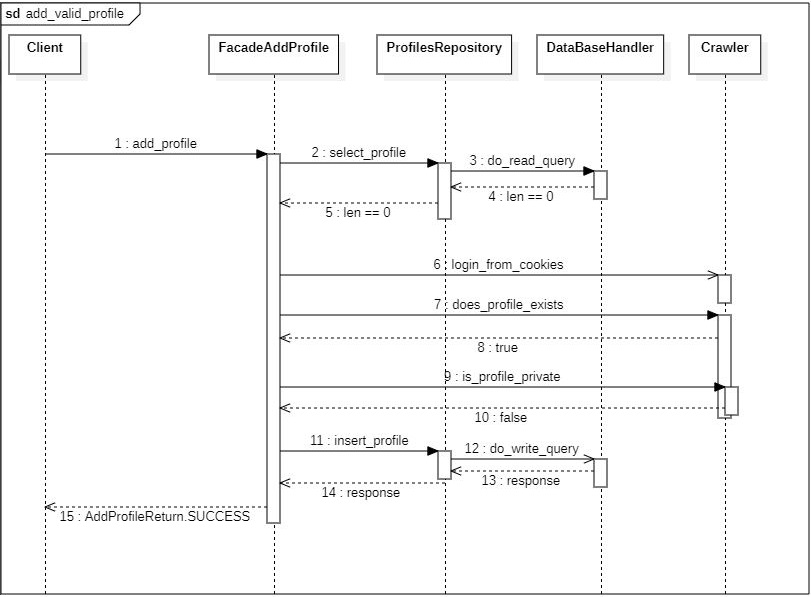 sd add_valid_profile
Client
FacadeAddProfile
ProfilesRepository
DataBaseHandler
Crawler
1 : add_profile
2 : select_profile
3 : do_read_query
4 : len == 0
5 : len == 0
6 : login_from_cookies
7 : does_profile_exists
8 : true
9 : is_profile_private
10 : false
11 : insert_profile
12 : do_write_query
13 : response
14 : response
15 : AddProfileReturn.SUCCESS